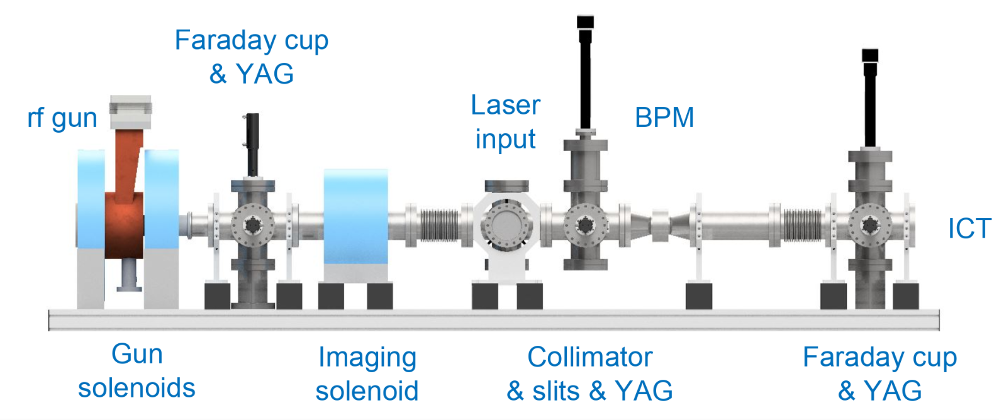 Faraday cup
& YAG
rf gun
Laser
input
BPM
ICT
Gun
solenoids
Imaging
solenoid
Collimator
& slits & YAG
Faraday cup
& YAG